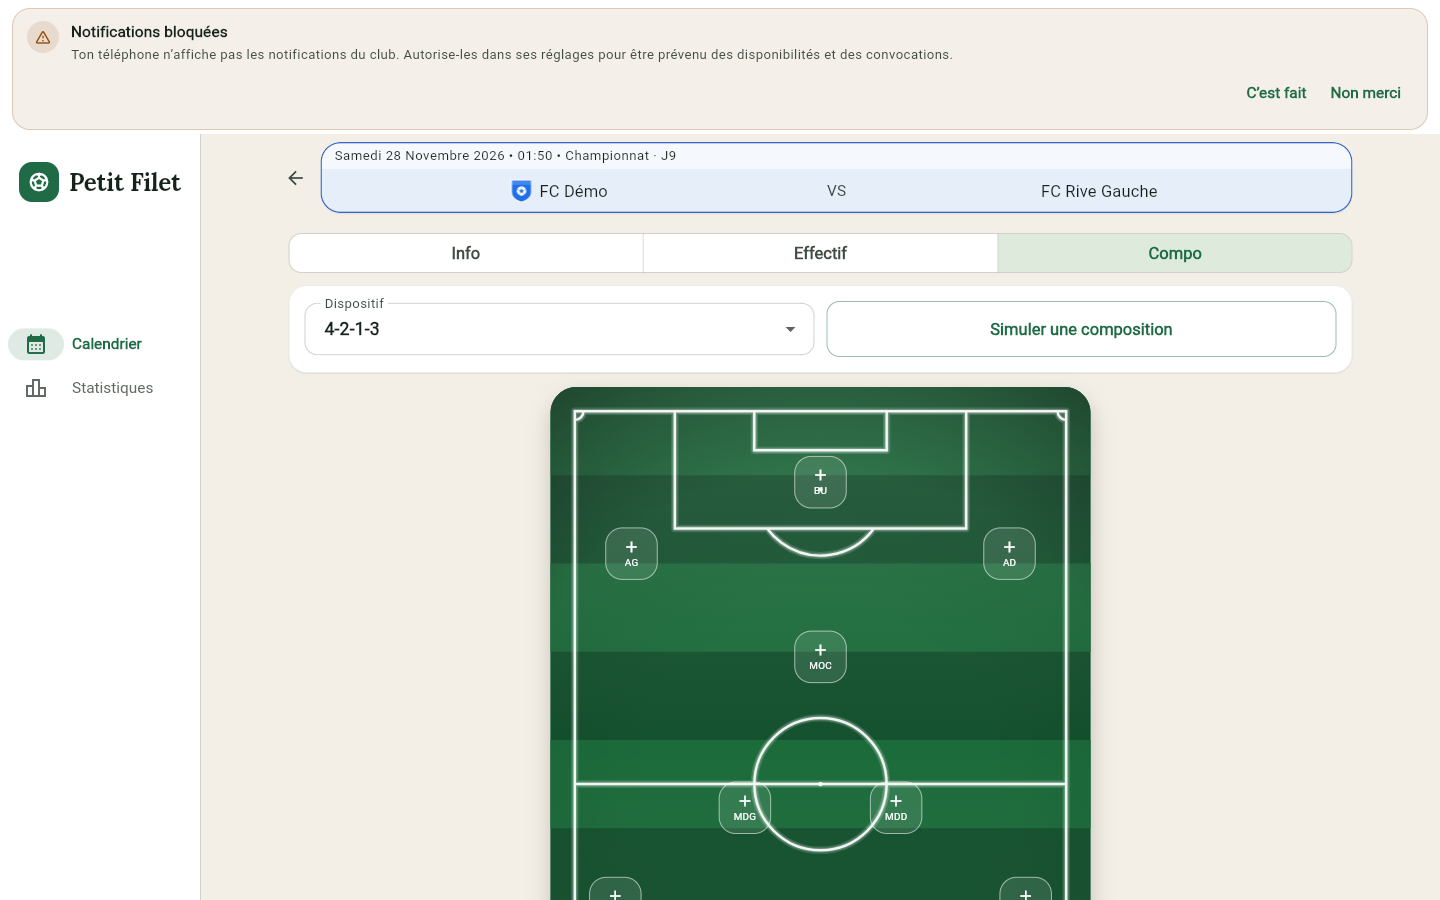 Notifications bloquées
Ton téléphone n’affiche pas les notifications du club. Autorise-les dans ses réglages pour être prévenu des disponibilités et des convocations.
C’est fait
Non merci
Petit Filet
Calendrier
Statistiques
Samedi 28 Novembre 2026 • 01:50 • Championnat · J9
FC Démo
VS
FC Rive Gauche
Info
Effectif
Compo
Dispositif
4-2-1-3
Simuler une composition
BU
AG
AD
MOC
MDG
MDD